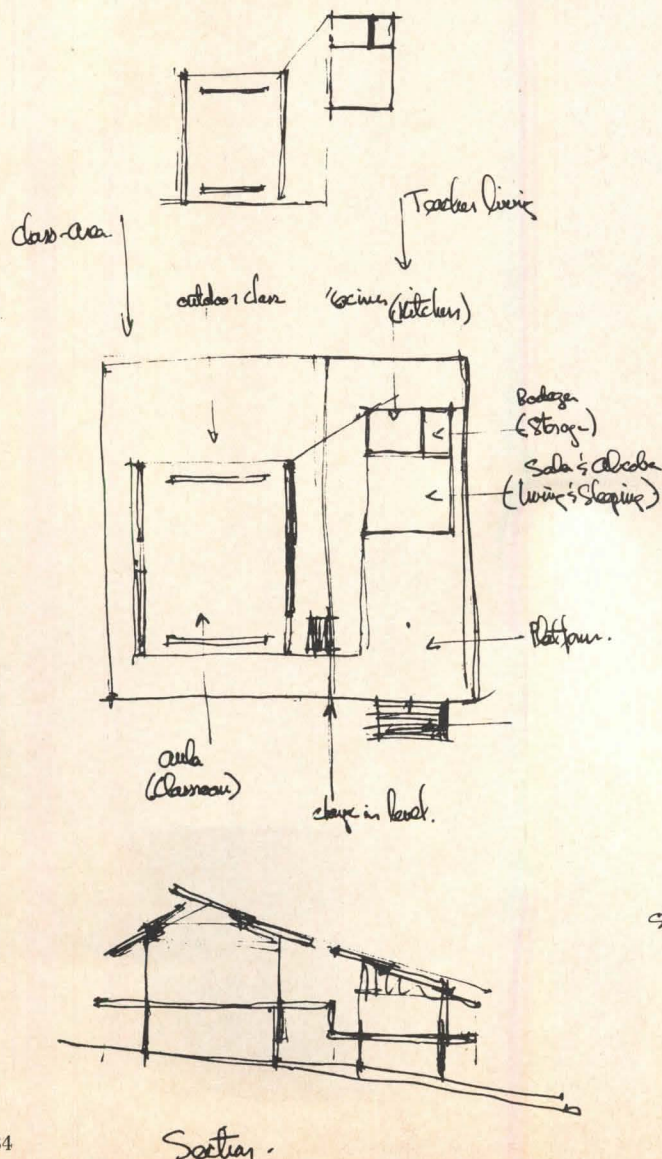 Teacher living
class-area
outdoor class
(kitchen)
Bodega
(Storage)
Sala & Alcoba
(living & Sleeping)
Platform.
aula
(Classroom)
change in level.
Section.